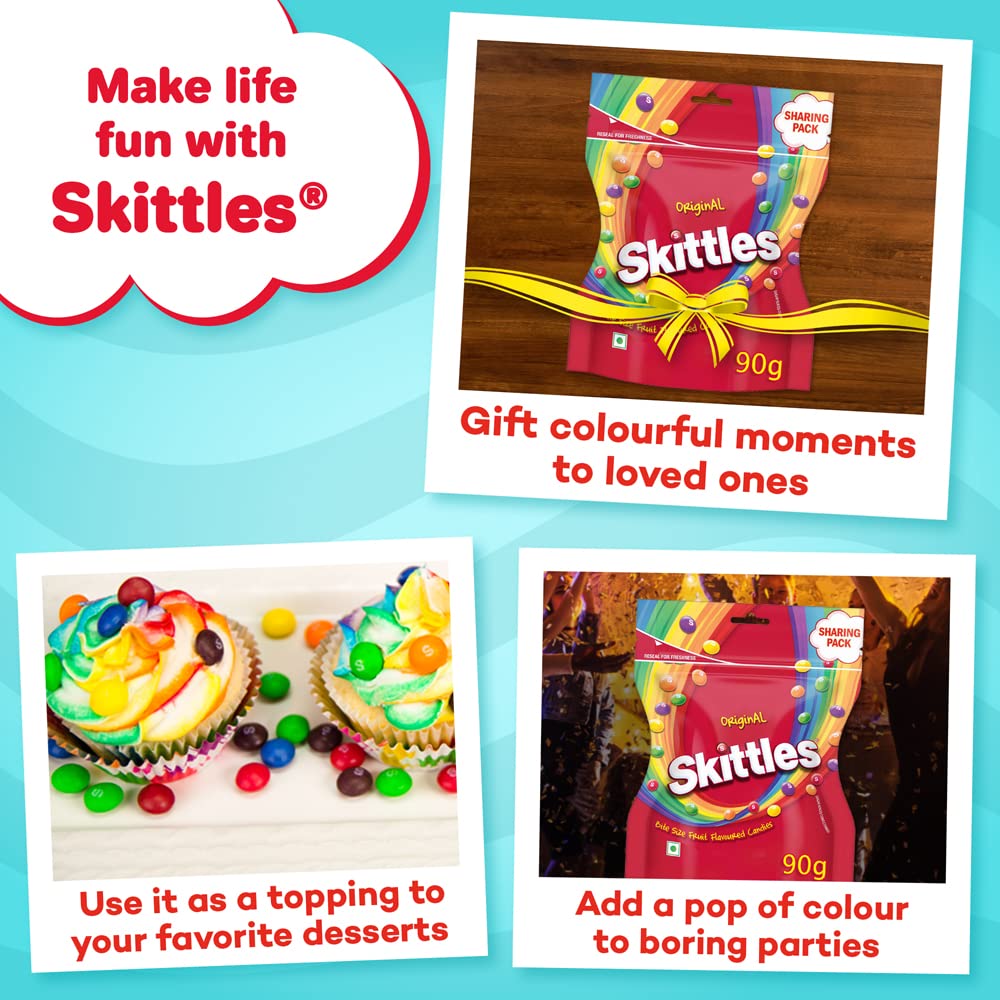 Make life
fun with
Skittles®
SHARING
PACK
RESEAL FOR FRESHNESS
OriginAL
Skittles
Size Fruit
90g
Gift colourful moments
to loved ones
Use it as a topping to
your favorite desserts
SHARING
PACK
RESEAL FOR FRESHNESS
OriginAL
Skittles
Bite Size Fruit Flavoured Candies
90g
Add a pop of colour
to boring parties